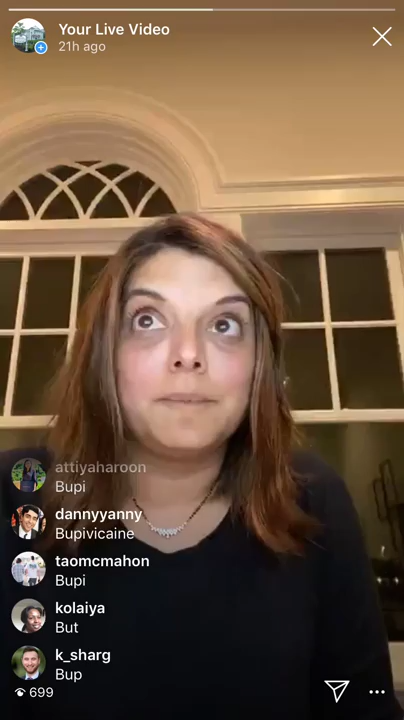 Your Live Video
21h ago
attiyaharoon
Bupi
dannyyanny
Bupivicaine
taomcmahon
Bupi
kolaiya
But
k_sharg
Bup
699